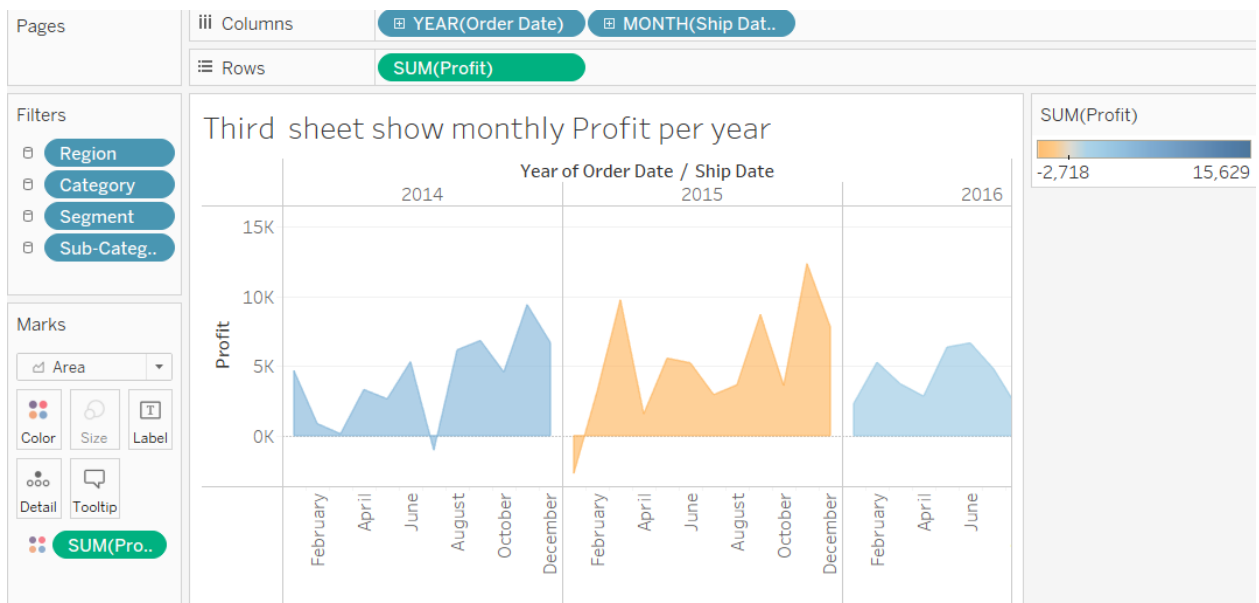 Pages
Columns
YEAR(Order Date)
MONTH(Ship Dat..
Rows
SUM(Profit)
Filters
Region
Category
Segment
Sub-Categ..
Marks
Area
Color
Size
Label
Detail
Tooltip
SUM(Pro..
Third  sheet show monthly Profit per year
Year of Order Date / Ship Date
2014
2015
2016
Profit
15K
10K
5K
0K
February
April
June
August
October
December
February
April
June
August
October
December
February
April
June
SUM(Profit)
-2,718
15,629